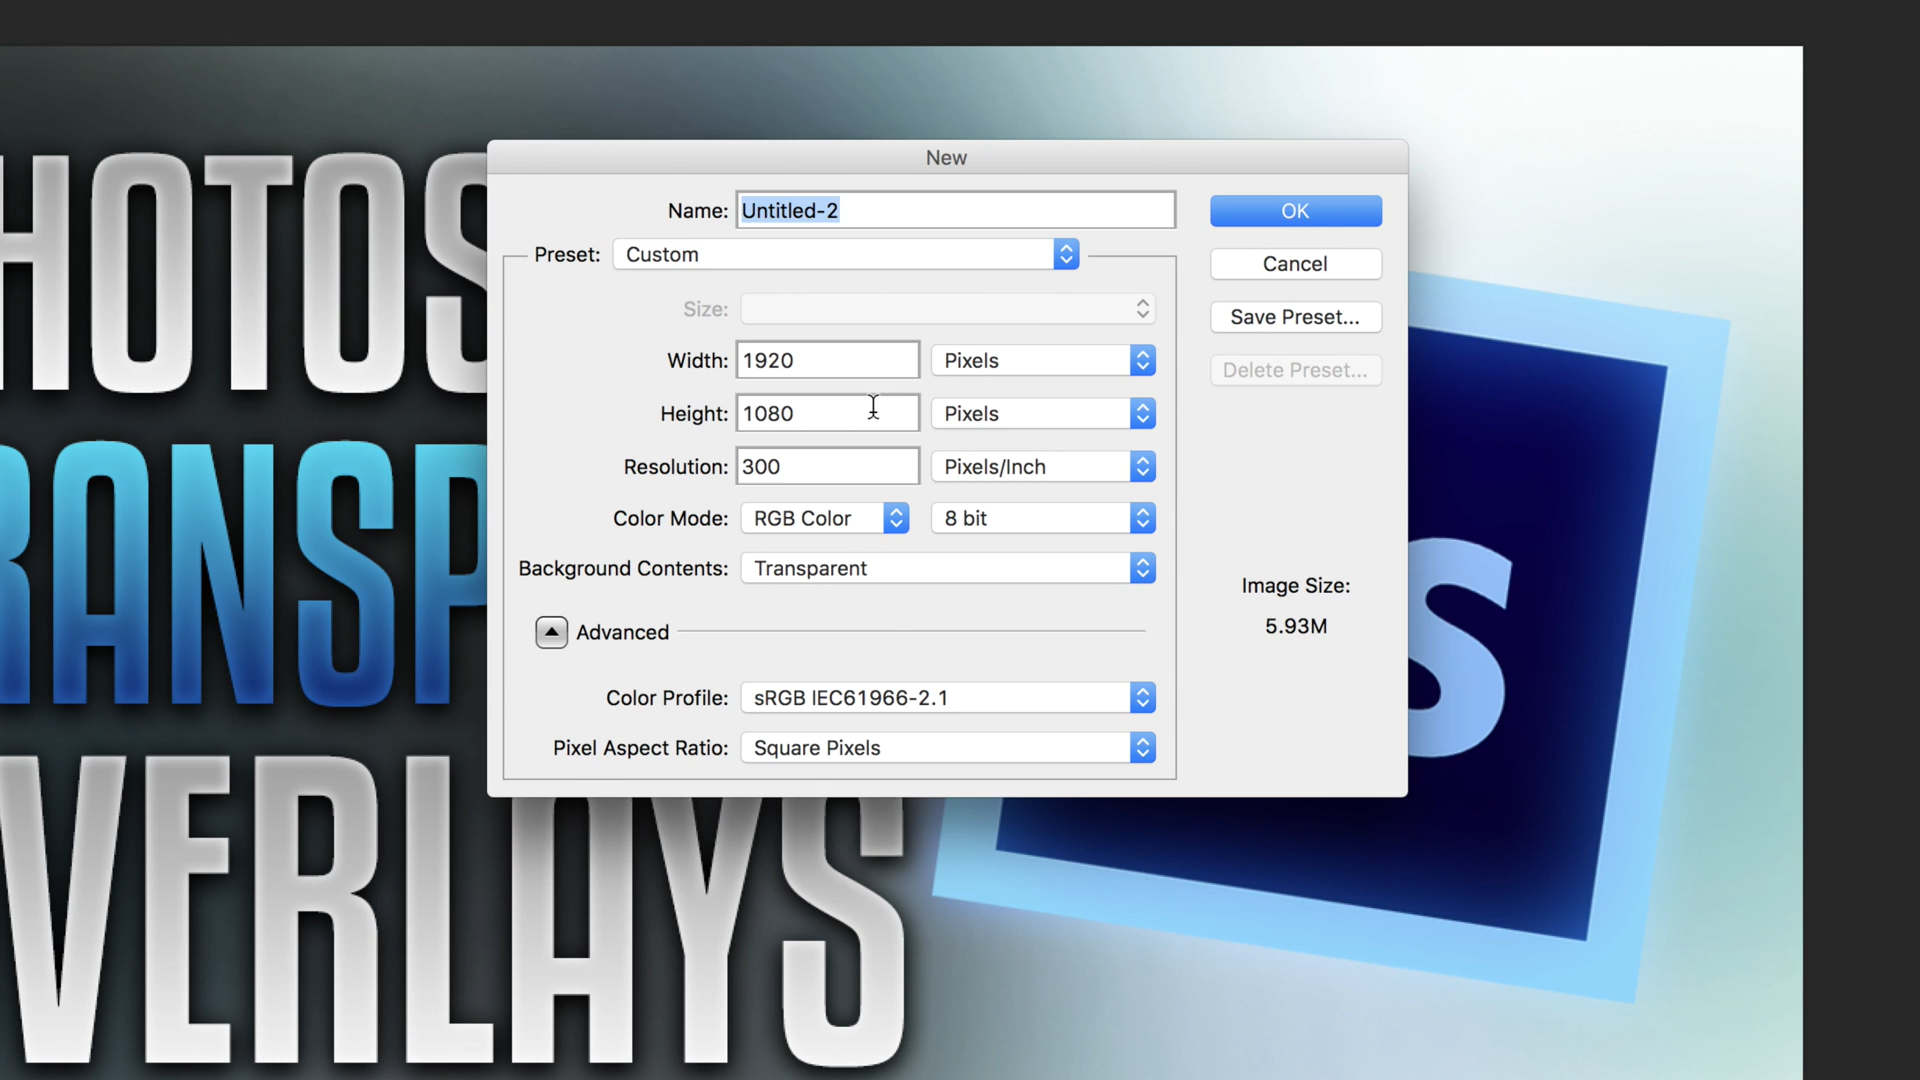 New
Name: Untitled-2 OK
Preset: Custom Cancel
Size:
Save Preset...
Width: 1920 Pixels
Delete Preset...
Height: 1080 Pixels
Resolution: 300 Pixels/Inch
Color Mode: RGB Color 8 bit
Background Contents: Transparent
Image Size:
5.93M
Advanced
Color Profile: sRGB IEC61966-2.1
Pixel Aspect Ratio: Square Pixels
HOTOS
RANSP
VERLAYS
S